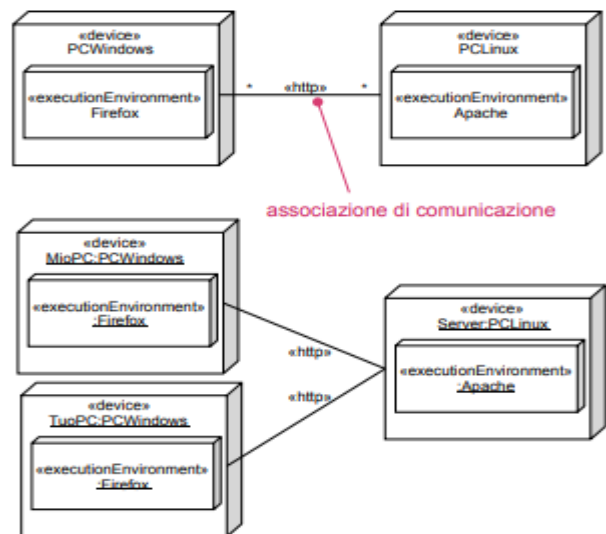 «device»
PCWindows
«executionEnvironment»
Firefox
* «http» *
«device»
PCLinux
«executionEnvironment»
Apache
associazione di comunicazione
«device»
MioPC:PCWindows
«executionEnvironment»
:Firefox
«http»
«http»
«device»
TuoPC:PCWindows
«executionEnvironment»
:Firefox
«device»
Server:PCLinux
«executionEnvironment»
:Apache